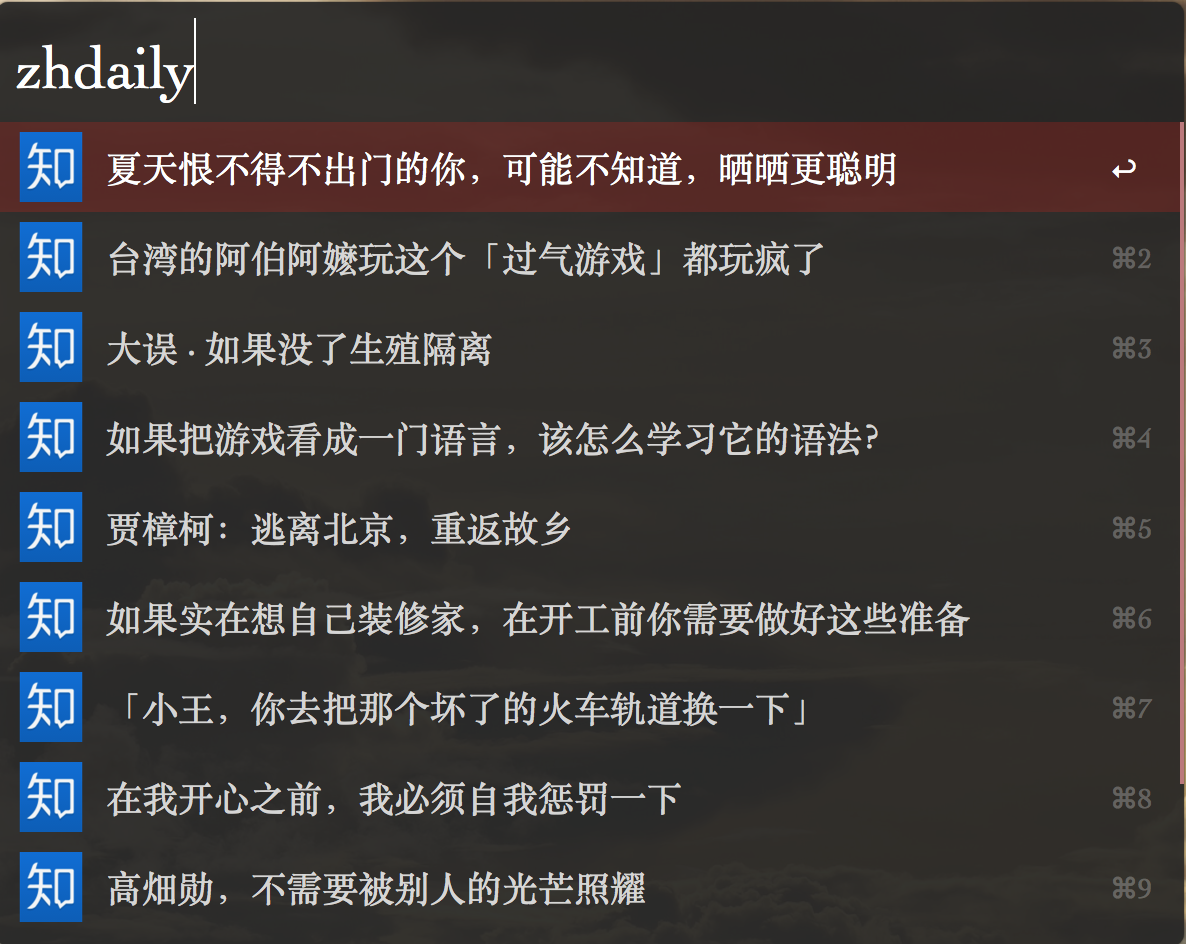 zhdaily
知 夏天恨不得不出门的你，可能不知道，晒晒更聪明 ↩
知 台湾的阿伯阿嬷玩这个「过气游戏」都玩疯了 ⌘2
知 大误 · 如果没了生殖隔离 ⌘3
知 如果把游戏看成一门语言，该怎么学习它的语法？ ⌘4
知 贾樟柯：逃离北京，重返故乡 ⌘5
知 如果实在想自己装修家，在开工前你需要做好这些准备 ⌘6
知 「小王，你去把那个坏了的火车轨道换一下」 ⌘7
知 在我开心之前，我必须自我惩罚一下 ⌘8
知 高畑勋，不需要被别人的光芒照耀 ⌘9